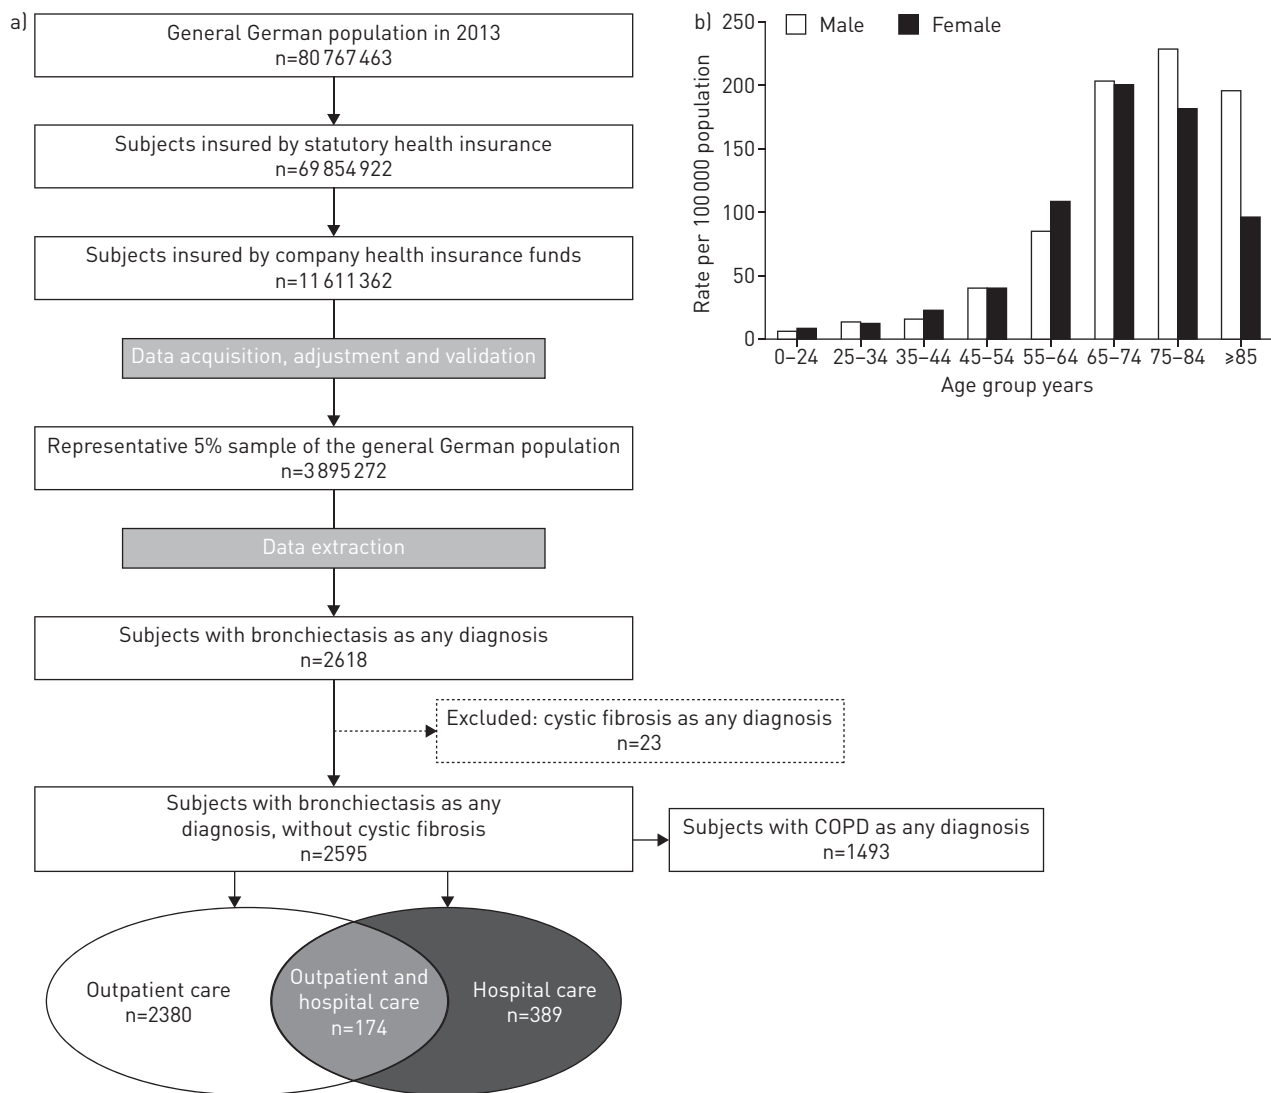 a)
General German population in 2013
n=80 767 463
Subjects insured by statutory health insurance
n=69 854 922
Subjects insured by company health insurance funds
n=11 611 362
Data acquisition, adjustment and validation
Representative 5% sample of the general German population
n=3 895 272
Data extraction
Subjects with bronchiectasis as any diagnosis
n=2618
Excluded: cystic fibrosis as any diagnosis
n=23
Subjects with bronchiectasis as any
diagnosis, without cystic fibrosis
n=2595
Subjects with COPD as any diagnosis
n=1493
Outpatient care
n=2380
Outpatient and
hospital care
n=174
Hospital care
n=389
b)
Male
Female
Rate per 100 000 population
250
200
150
100
50
0
0–24
25–34
35–44
45–54
55–64
65–74
75–84
⩾85
Age group years